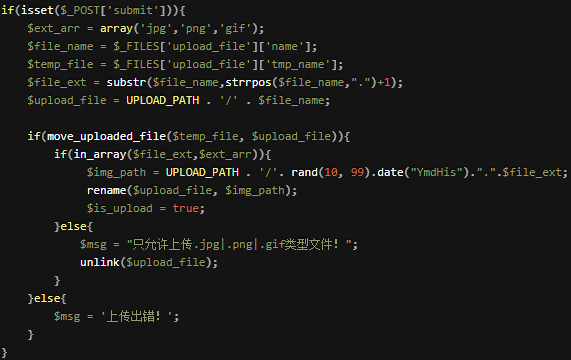 if(isset($_POST['submit'])){
    $ext_arr = array('jpg','png','gif');
    $file_name = $_FILES['upload_file']['name'];
    $temp_file = $_FILES['upload_file']['tmp_name'];
    $file_ext = substr($file_name,strrpos($file_name,".")+1);
    $upload_file = UPLOAD_PATH . '/' . $file_name;

    if(move_uploaded_file($temp_file, $upload_file)){
        if(in_array($file_ext,$ext_arr)){
             $img_path = UPLOAD_PATH . '/'. rand(10, 99).date("YmdHis").".".$file_ext;
             rename($upload_file, $img_path);
             $is_upload = true;
        }else{
            $msg = "只允许上传.jpg|.png|.gif类型文件！";
            unlink($upload_file);
        }
    }else{
        $msg = '上传出错！';
    }
}